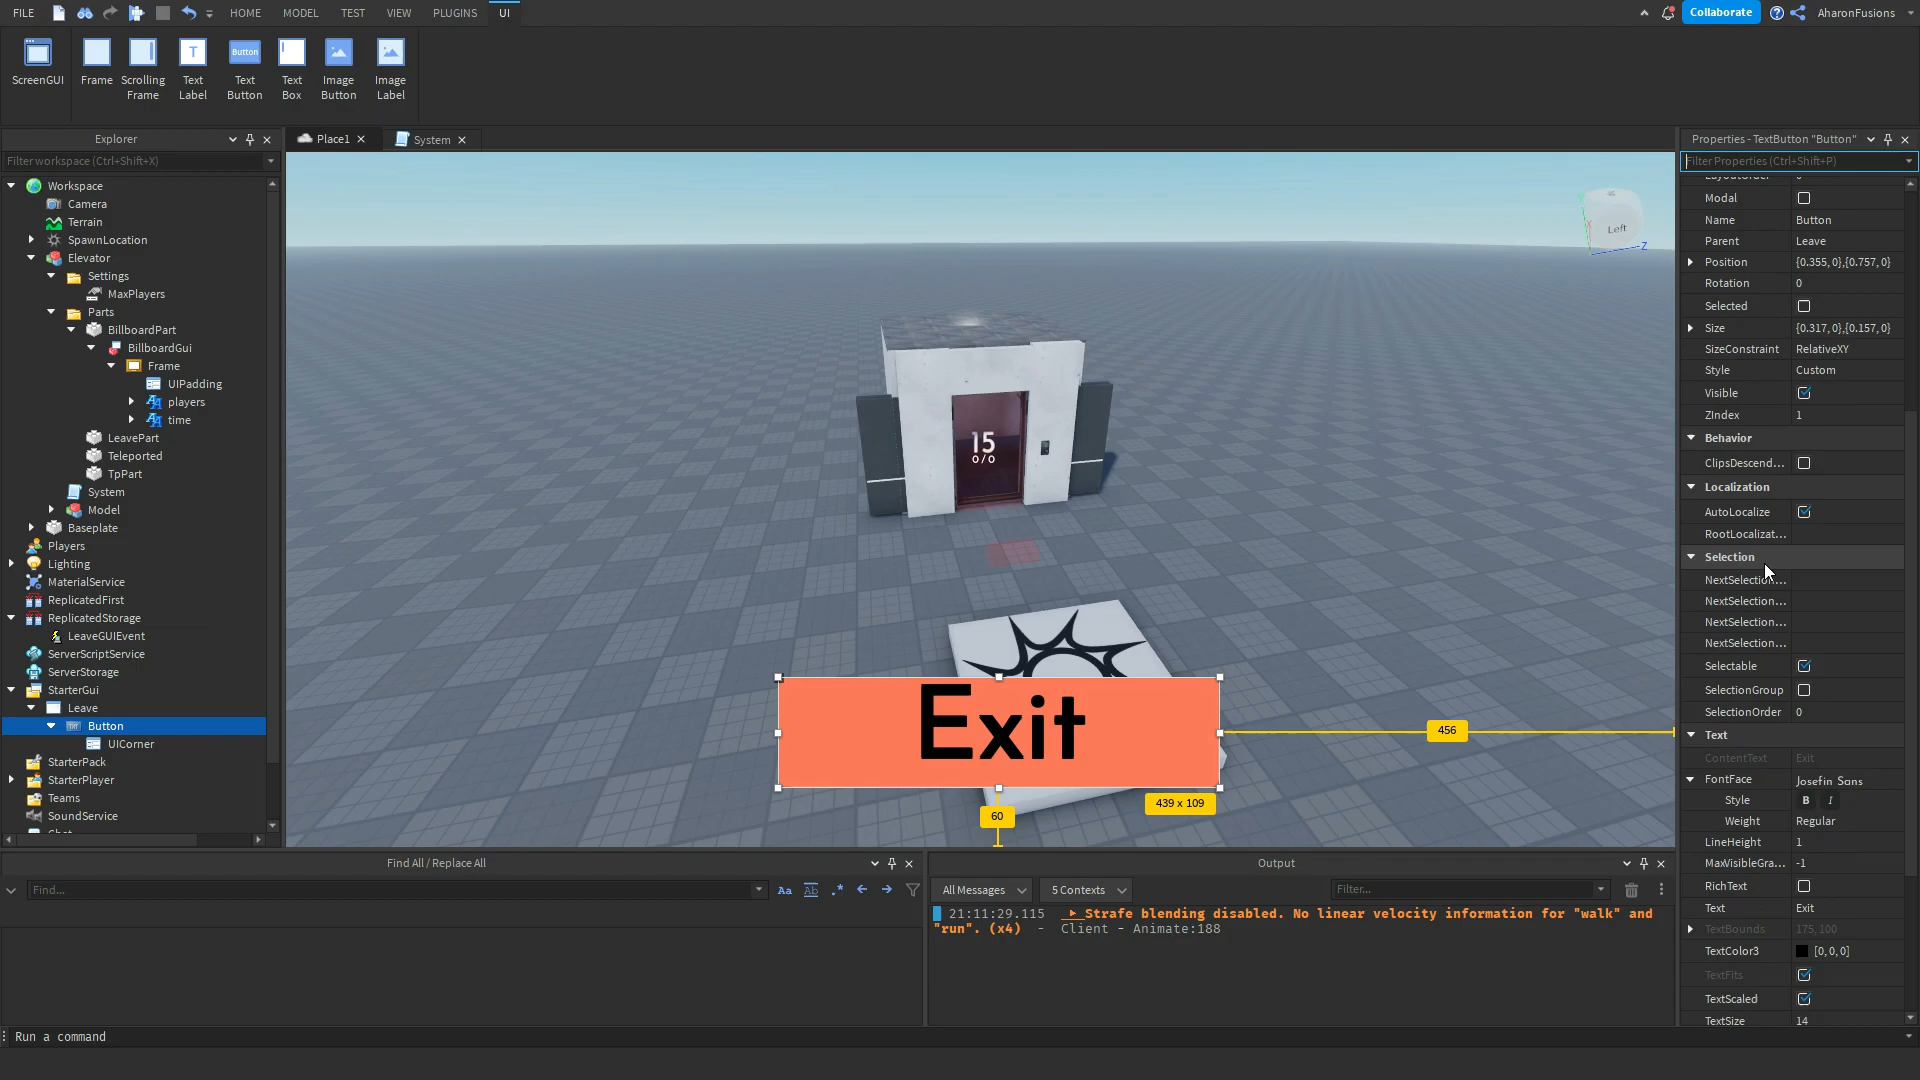 FILE HOME MODEL TEST VIEW PLUGINS UI Collaborate AharonFusions
ScreenGUI Frame Scrolling Frame Text Label Button Text Button Text Box Image Button Image Label
Explorer
Filter workspace (Ctrl+Shift+X)
Workspace
Camera
Terrain
SpawnLocation
Elevator
Settings
MaxPlayers
Parts
BillboardPart
BillboardGui
Frame
UIPadding
players
time
LeavePart
Teleported
TpPart
System
Model
Baseplate
Players
Lighting
MaterialService
ReplicatedFirst
ReplicatedStorage
LeaveGUIEvent
ServerScriptService
ServerStorage
StarterGui
Leave
Button
UICorner
StarterPack
StarterPlayer
Teams
SoundService
Place1 System
Left
Z
15
0/0
Exit
456
439 x 109
60
Properties - TextButton "Button"
Filter Properties (Ctrl+Shift+P)
Modal
Name Button
Parent Leave
Position {0.355, 0},{0.757, 0}
Rotation 0
Selected
Size {0.317, 0},{0.157, 0}
SizeConstraint RelativeXY
Style Custom
Visible
ZIndex 1
Behavior
ClipsDescend...
Localization
AutoLocalize
RootLocalizat...
Selection
NextSelection...
NextSelection...
NextSelection...
NextSelection...
Selectable
SelectionGroup
SelectionOrder 0
Text
ContentText Exit
FontFace Josefin Sans
Style B I
Weight Regular
LineHeight 1
MaxVisibleGra... -1
RichText
Text Exit
TextBounds 175, 100
TextColor3 [0, 0, 0]
TextFits
TextScaled
TextSize 14
Find All / Replace All
Find... Aa Ab .*
Output
All Messages 5 Contexts Filter...
21:11:29.115 Strafe blending disabled. No linear velocity information for "walk" and
"run". (x4) - Client - Animate:188
Run a command